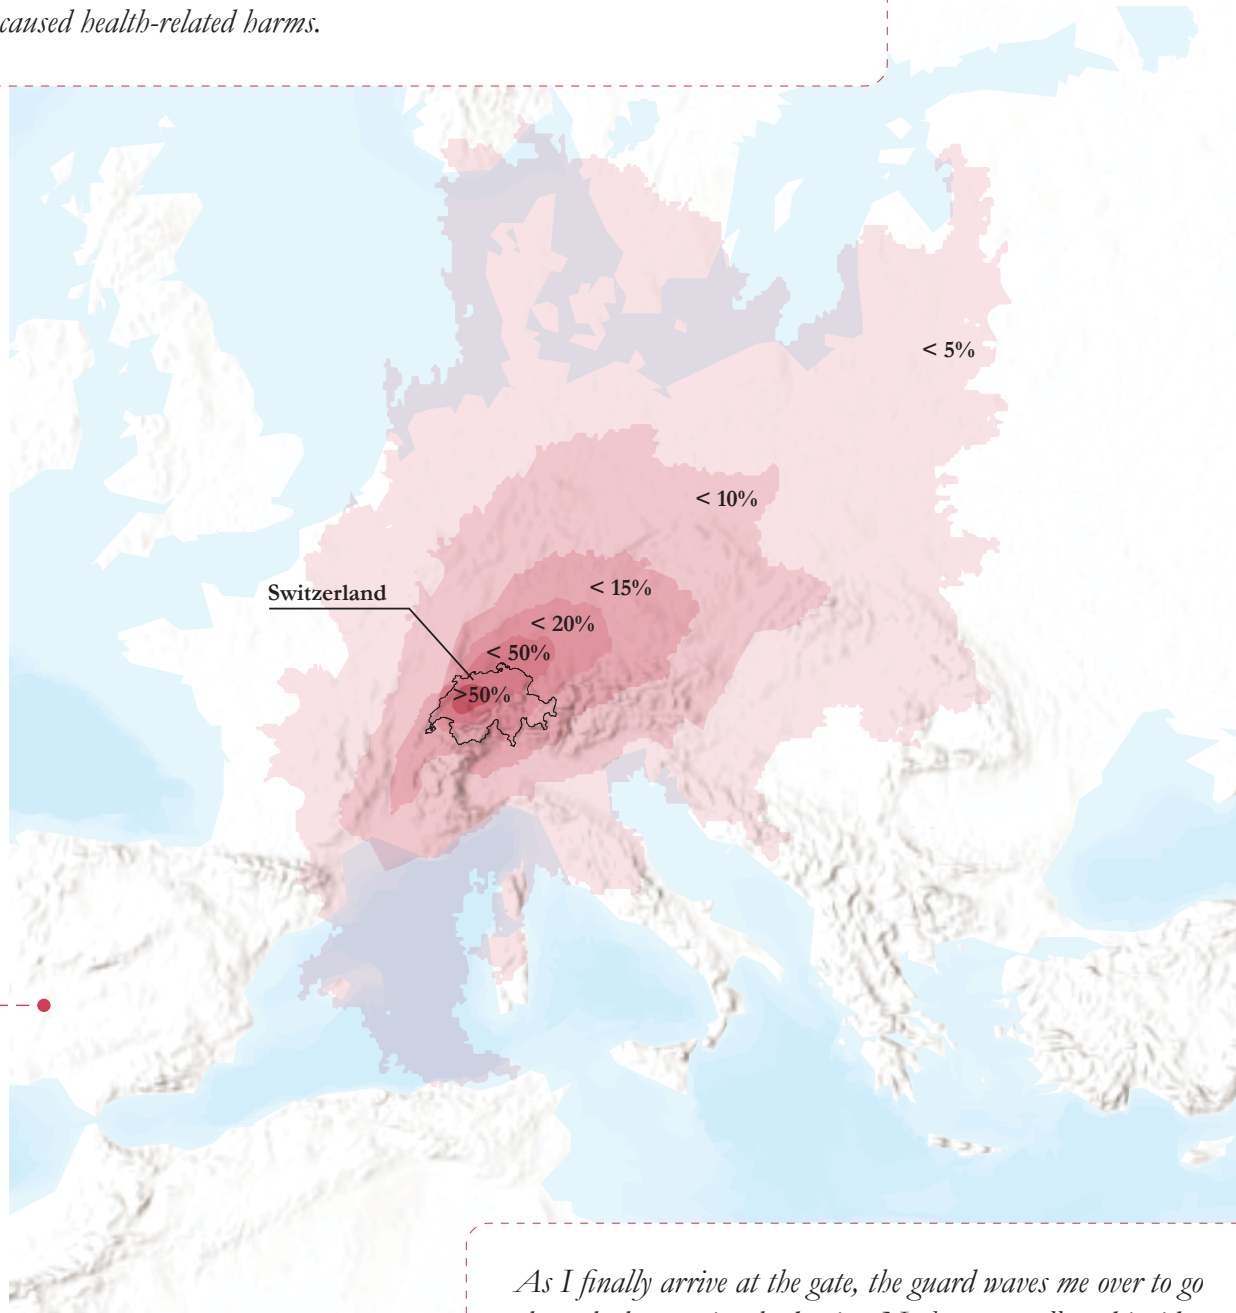 caused health-related harms.
< 5%
< 10%
< 15%
Switzerland
< 20%
< 50%
>50%
As I finally arrive at the gate, the guard waves me over to go